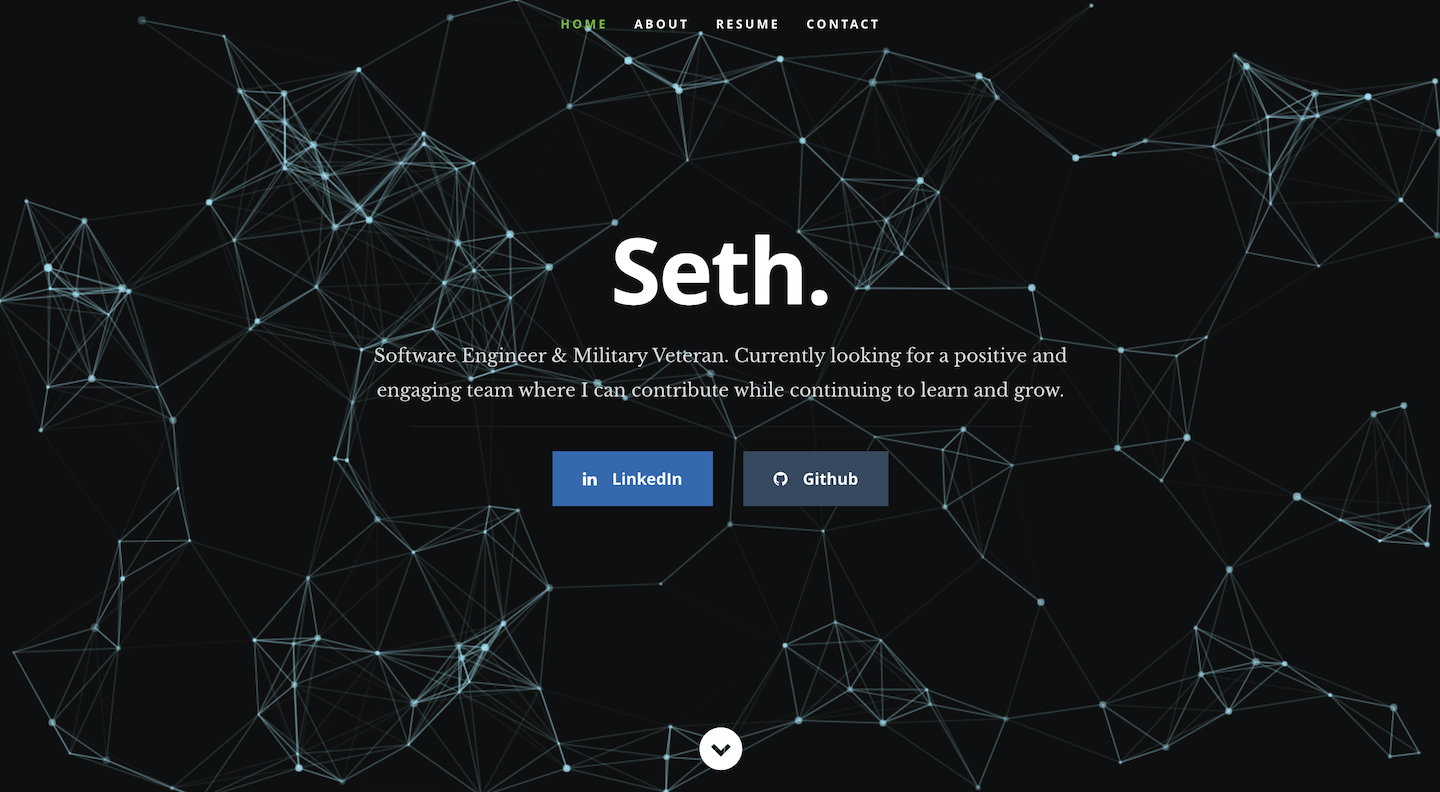 HOME ABOUT RESUME CONTACT
Seth.
Software Engineer & Military Veteran. Currently looking for a positive and
engaging team where I can contribute while continuing to learn and grow.
in LinkedIn Github